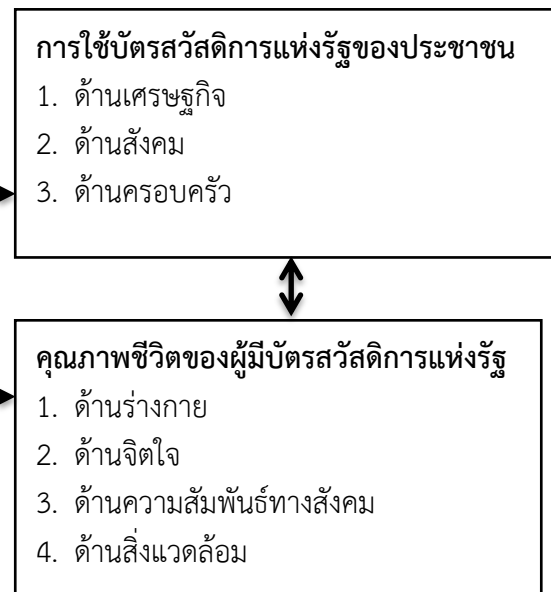 การใช้บัตรสวัสดิการแห่งรัฐของประชาชน
1. ด้านเศรษฐกิจ
2. ด้านสังคม
3. ด้านครอบครัว
คุณภาพชีวิตของผู้มีบัตรสวัสดิการแห่งรัฐ
1. ด้านร่างกาย
2. ด้านจิตใจ
3. ด้านความสัมพันธ์ทางสังคม
4. ด้านสิ่งแวดล้อม